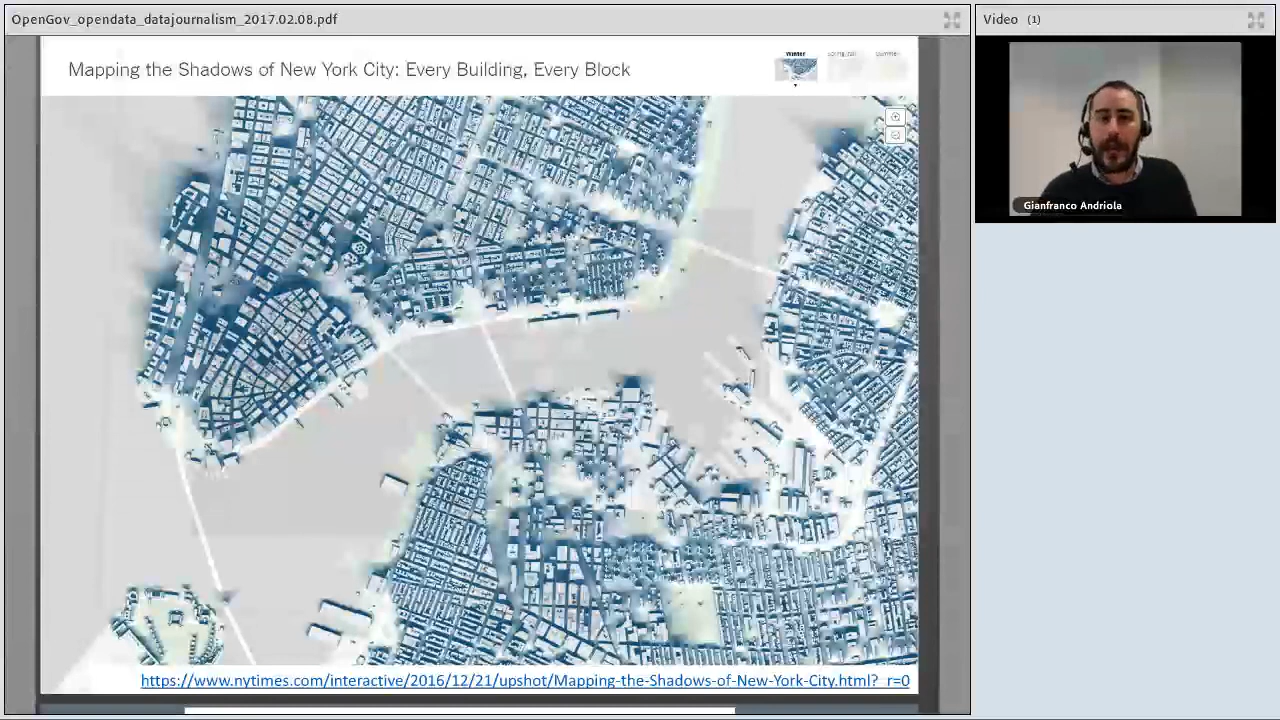 OpenGov_opendata_datajournalism_2017.02.08.pdf
Video (1)
Mapping the Shadows of New York City: Every Building, Every Block
Winter
Gianfranco Andriola
https://www.nytimes.com/interactive/2016/12/21/upshot/Mapping-the-Shadows-of-New-York-City.html?_r=0